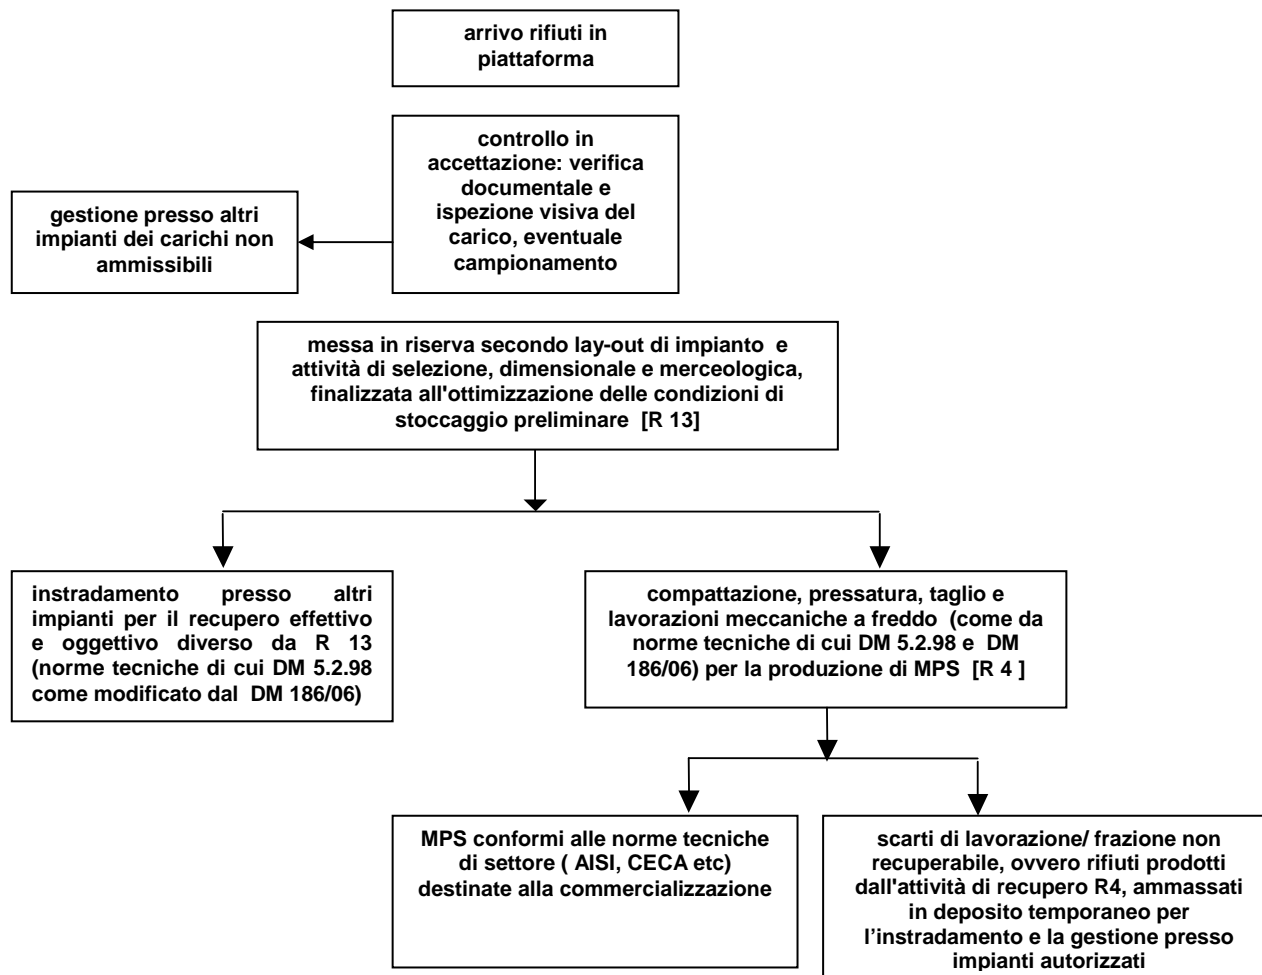 arrivo rifiuti in
piattaforma
controllo in
accettazione: verifica
documentale e
ispezione visiva del
carico, eventuale
campionamento
gestione presso altri
impianti dei carichi non
ammissibili
messa in riserva secondo lay-out di impianto e
attività di selezione, dimensionale e merceologica,
finalizzata all'ottimizzazione delle condizioni di
stoccaggio preliminare [R 13]
instradamento presso altri
impianti per il recupero effettivo
e oggettivo diverso da R 13
(norme tecniche di cui DM 5.2.98
come modificato dal DM 186/06)
compattazione, pressatura, taglio e
lavorazioni meccaniche a freddo (come da
norme tecniche di cui DM 5.2.98 e DM
186/06) per la produzione di MPS [R 4 ]
MPS conformi alle norme tecniche
di settore ( AISI, CECA etc)
destinate alla commercializzazione
scarti di lavorazione/ frazione non
recuperabile, ovvero rifiuti prodotti
dall'attività di recupero R4, ammassati
in deposito temporaneo per
l’instradamento e la gestione presso
impianti autorizzati